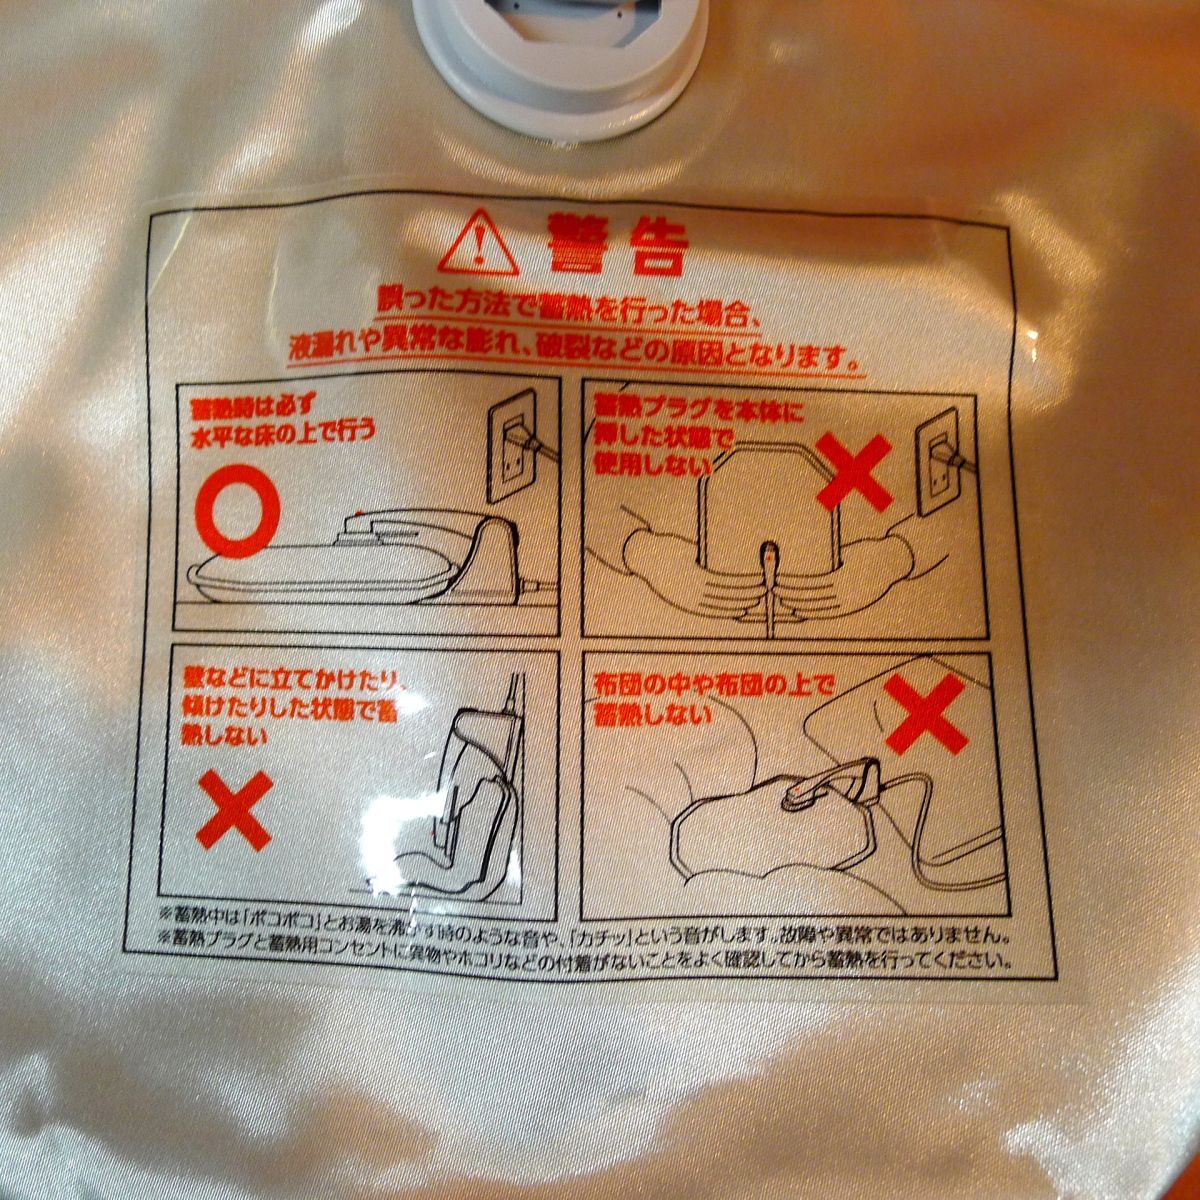 警告
誤った方法で蓄熱を行った場合、
液漏れや異常な膨れ、破裂などの原因となります。
蓄熱時は必ず
水平な床の上で行う
蓄熱プラグを本体に
挿した状態で
使用しない
壁などに立てかけたり、
傾けたりした状態で蓄
熱しない
布団の中や布団の上で
蓄熱しない
※蓄熱中は「ポコポコ」とお湯を沸かす時のような音や、「カチッ」という音がします。故障や異常ではありません。
※蓄熱プラグと蓄熱用コンセントに異物やホコリなどの付着がないことをよく確認してから蓄熱を行ってください。